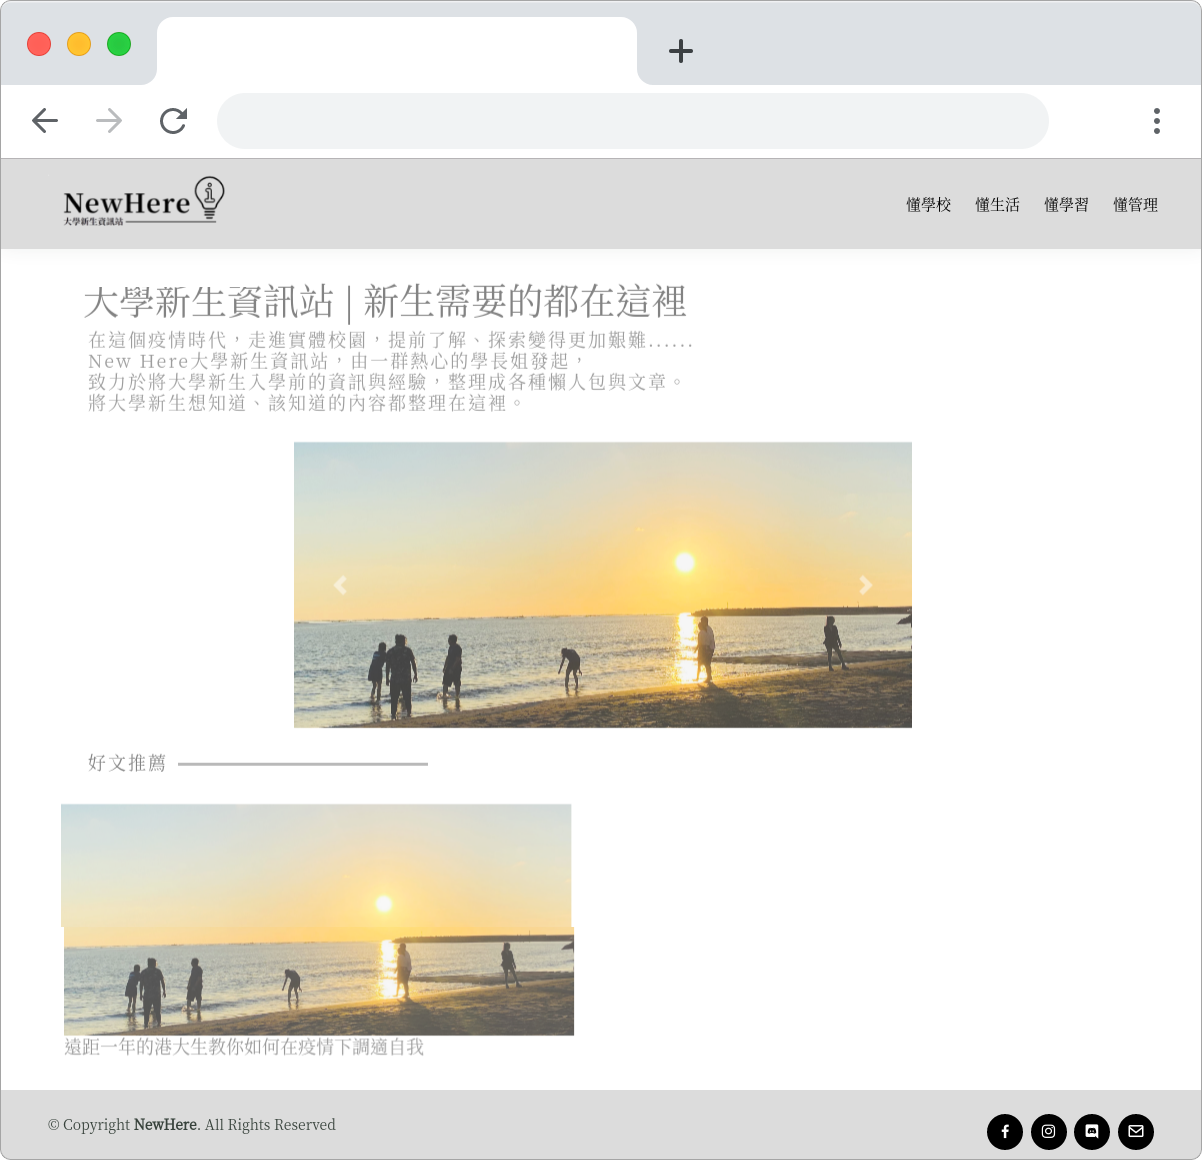 NewHere
大學新生資訊站
懂學校 懂生活 懂學習 懂管理
大學新生資訊站 | 新生需要的都在這裡
在這個疫情時代，走進實體校園，提前了解、探索變得更加艱難......
New Here大學新生資訊站，由一群熱心的學長姐發起，
致力於將大學新生入學前的資訊與經驗，整理成各種懶人包與文章。
將大學新生想知道、該知道的內容都整理在這裡。
好文推薦
遠距一年的港大生教你如何在疫情下調適自我
© Copyright NewHere. All Rights Reserved